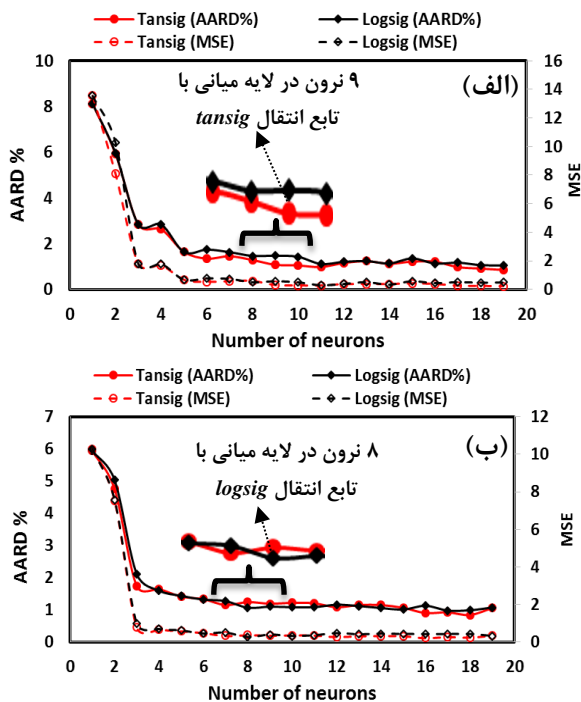 Tansig (AARD%) Logsig (AARD%)
Tansig (MSE) Logsig (MSE)
(الف)
۹ نرون در لایه میانی با
تابع انتقال tansig
AARD %
10
8
6
4
2
0
MSE
16
14
12
10
8
6
4
2
0
0 2 4 6 8 10 12 14 16 18 20
Number of neurons
Tansig (AARD%) Logsig (AARD%)
Tansig (MSE) Logsig (MSE)
(ب)
۸ نرون در لایه میانی با
تابع انتقال logsig
AARD %
7
6
5
4
3
2
1
0
MSE
12
10
8
6
4
2
0
0 2 4 6 8 10 12 14 16 18 20
Number of neurons